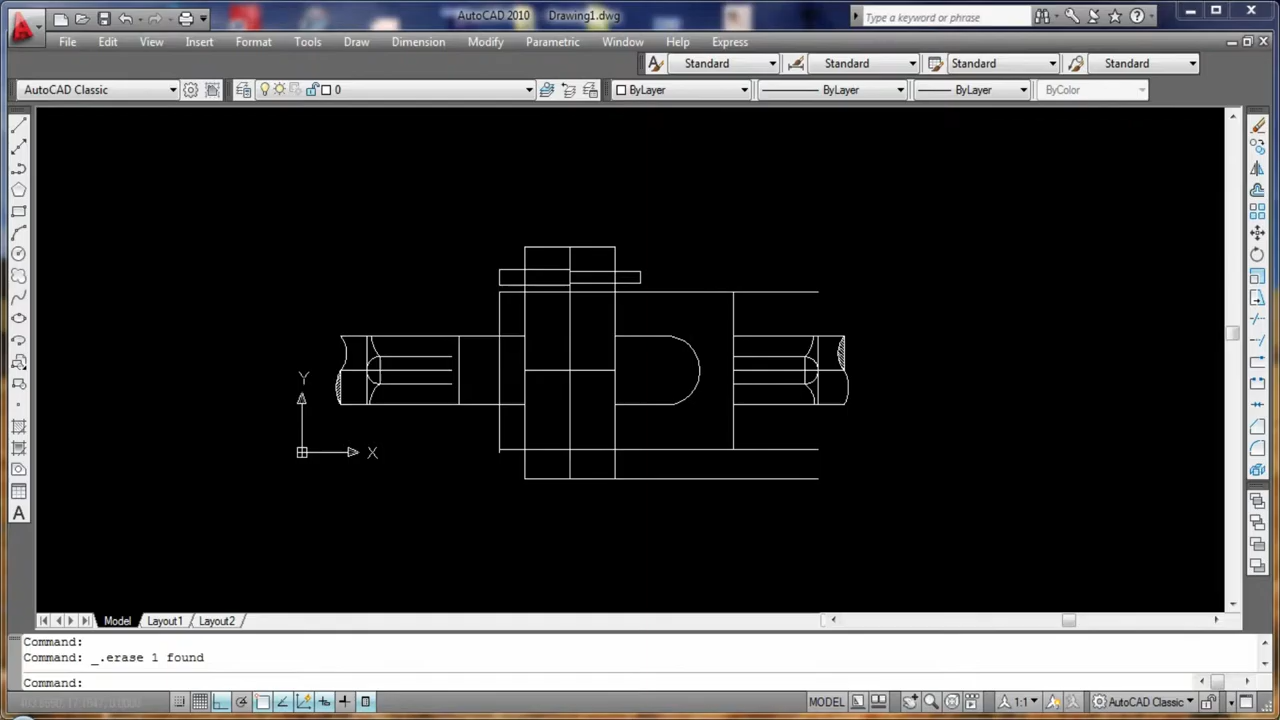 AutoCAD 2010 Drawing1.dwg
Type a keyword or phrase
File Edit View Insert Format Tools Draw Dimension Modify Parametric Window Help Express
Standard Standard Standard Standard
AutoCAD Classic 0 ByLayer ByLayer ByLayer ByColor
Y
X
Model Layout1 Layout2
Command:
Command: _.erase 1 found
Command:
MODEL 1:1 AutoCAD Classic
A